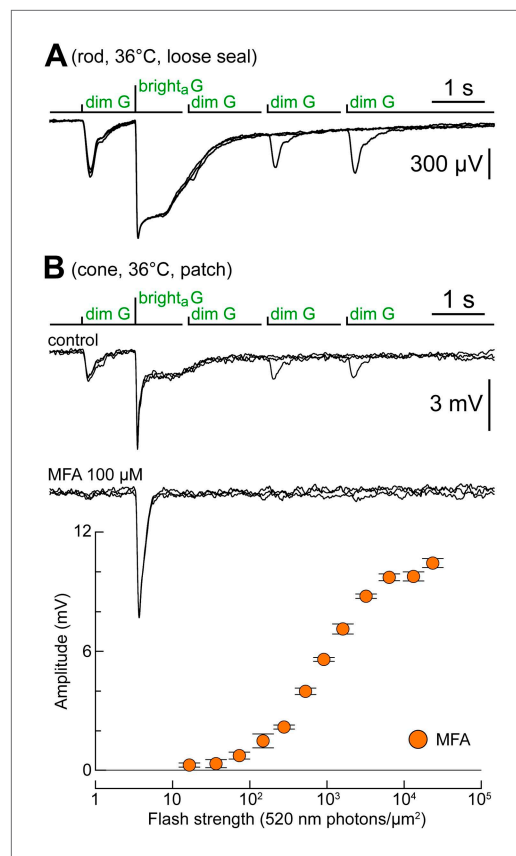 A (rod, 36°C, loose seal)
bright a G
dim G dim G dim G dim G
1 s
300 µV
B (cone, 36°C, patch)
bright a G
dim G dim G dim G dim G
1 s
control
3 mV
MFA 100 µM
12
6
0
Amplitude (mV)
MFA
1 10 10² 10³ 10⁴ 10⁵
Flash strength (520 nm photons/µm²)